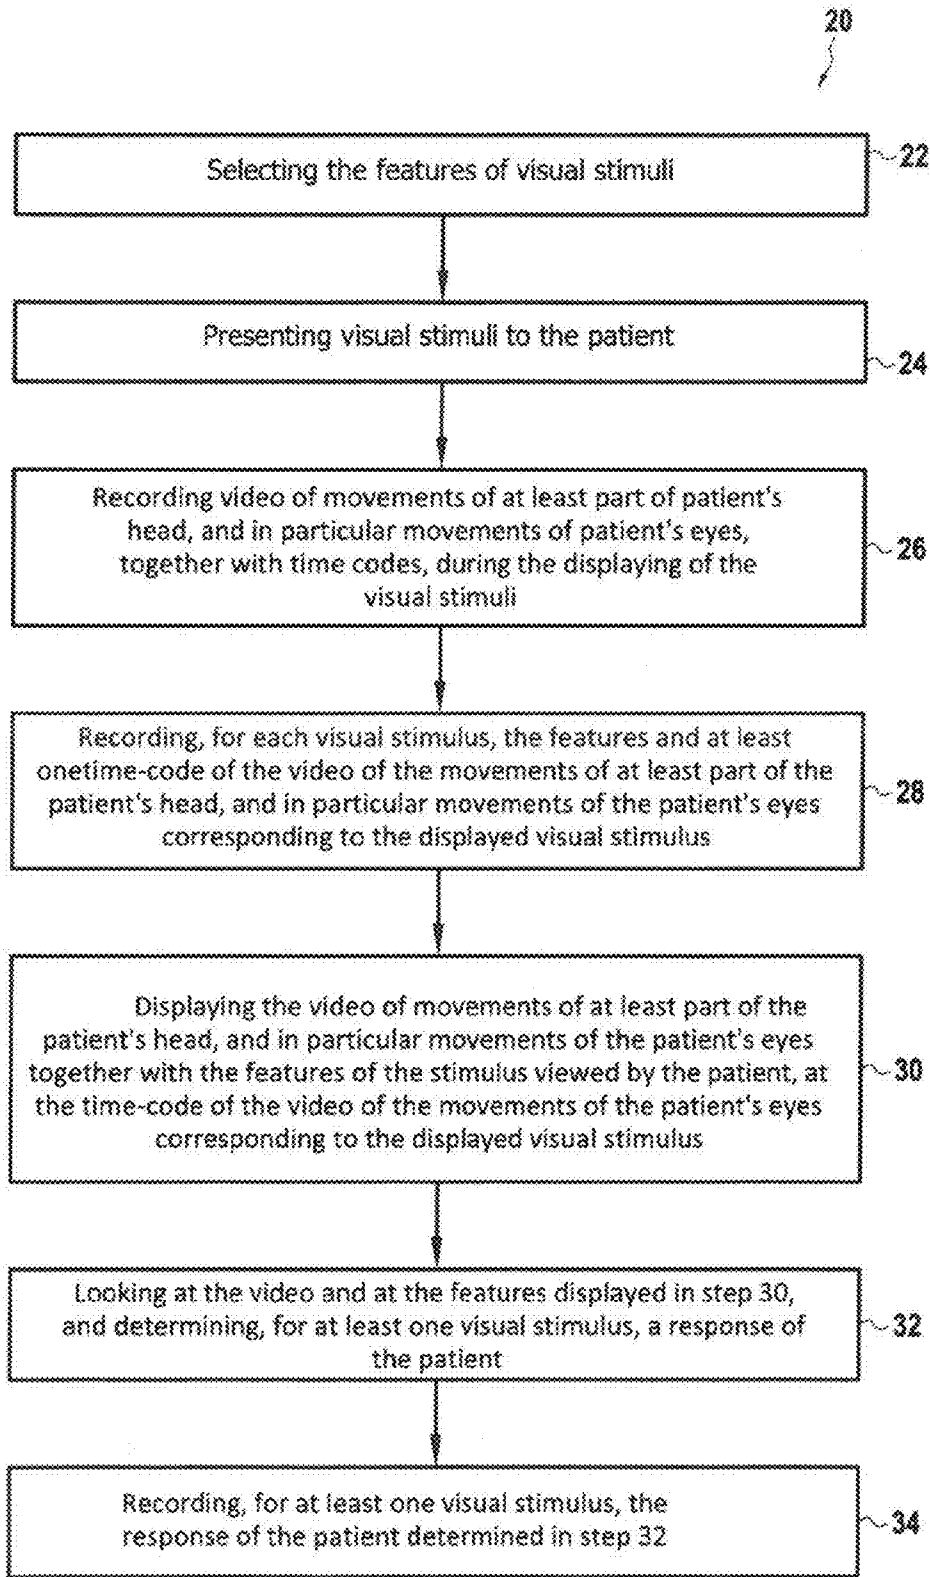 20
Selecting the features of visual stimuli
22
Presenting visual stimuli to the patient
24
Recording video of movements of at least part of patient's
head, and in particular movements of patient's eyes,
together with time codes, during the displaying of the
visual stimuli
26
Recording, for each visual stimulus, the features and at least
onetime-code of the video of the movements of at least part of the
patient's head, and in particular movements of the patient's eyes
corresponding to the displayed visual stimulus
28
Displaying the video of movements of at least part of the
patient's head, and in particular movements of the patient's eyes
together with the features of the stimulus viewed by the patient, at
the time-code of the video of the movements of the patient's eyes
corresponding to the displayed visual stimulus
30
Looking at the video and at the features displayed in step 30,
and determining, for at least one visual stimulus, a response of
the patient
32
Recording, for at least one visual stimulus, the
response of the patient determined in step 32
34